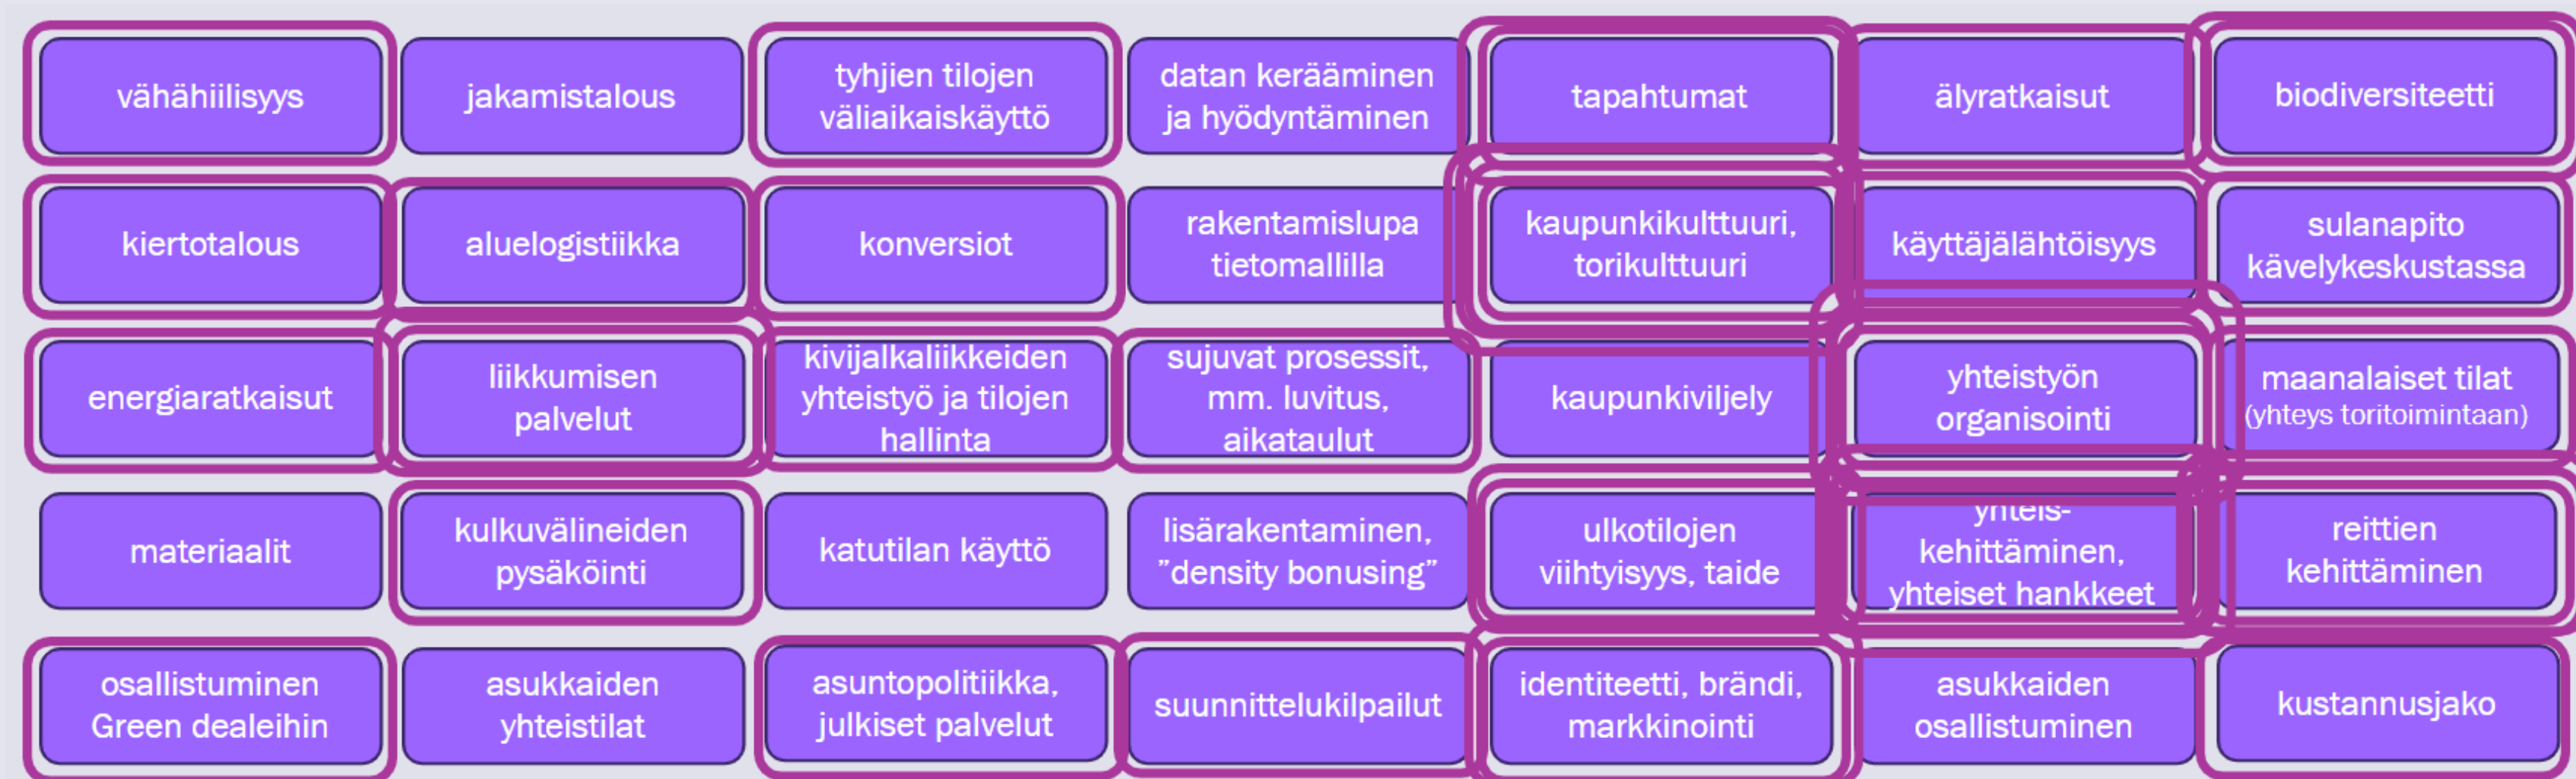 vähähiilisyys
jakamistalous
tyhjien tilojen
väliaikaiskäyttö
datan kerääminen
ja hyödyntäminen
tapahtumat
älyratkaisut
biodiversiteetti
kiertotalous
aluelogistiikka
konversiot
rakentamislupa
tietomallilla
kaupunkikulttuuri,
torikulttuuri
käyttäjälähtöisyys
sulanapito
kävelykeskustassa
energiaratkaisut
liikkumisen
palvelut
kivijalkaliikkeiden
yhteistyö ja tilojen
hallinta
sujuvat prosessit,
mm. luvitus,
aikataulut
kaupunkiviljely
yhteistyön
organisointi
maanalaiset tilat
(yhteys toritoimintaan)
materiaalit
kulkuvälineiden
pysäköinti
katutilan käyttö
lisärakentaminen,
”density bonusing”
ulkotilojen
viihtyisyys, taide
yhteis-
kehittäminen,
yhteiset hankkeet
reittien
kehittäminen
osallistuminen
Green dealeihin
asukkaiden
yhteistilat
asuntopolitiikka,
julkiset palvelut
suunnittelukilpailut
identiteetti, brändi,
markkinointi
asukkaiden
osallistuminen
kustannusjako